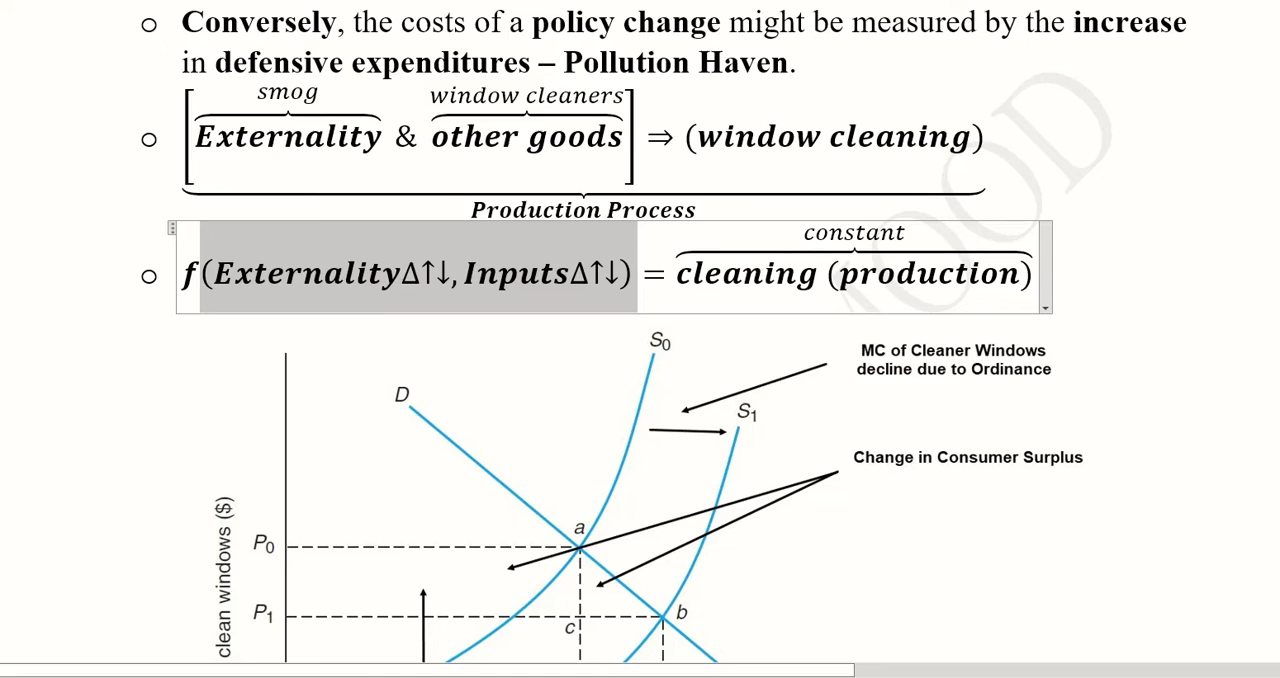 ○ Conversely, the costs of a policy change might be measured by the increase
in defensive expenditures – Pollution Haven.
smog window cleaners
○ [Externality & other goods] ⇒ (window cleaning)
Production Process
constant
○ f(ExternalityΔ↑↓, InputsΔ↑↓) = cleaning (production)
S₀
MC of Cleaner Windows
decline due to Ordinance
D
S₁
Change in Consumer Surplus
clean windows ($)
a
P₀
P₁
b
c